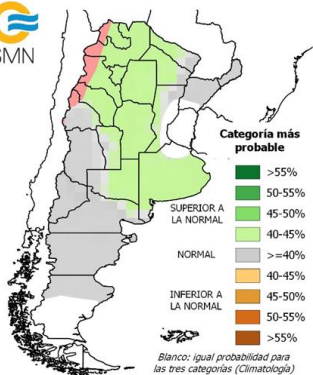 SMN
Categoría más
probable
>55%
50-55%
45-50%
SUPERIOR A
LA NORMAL
40-45%
NORMAL
>=40%
40-45%
INFERIOR A
LA NORMAL
45-50%
50-55%
>55%
Blanco: igual probabilidad para
las tres categorías (Climatología)